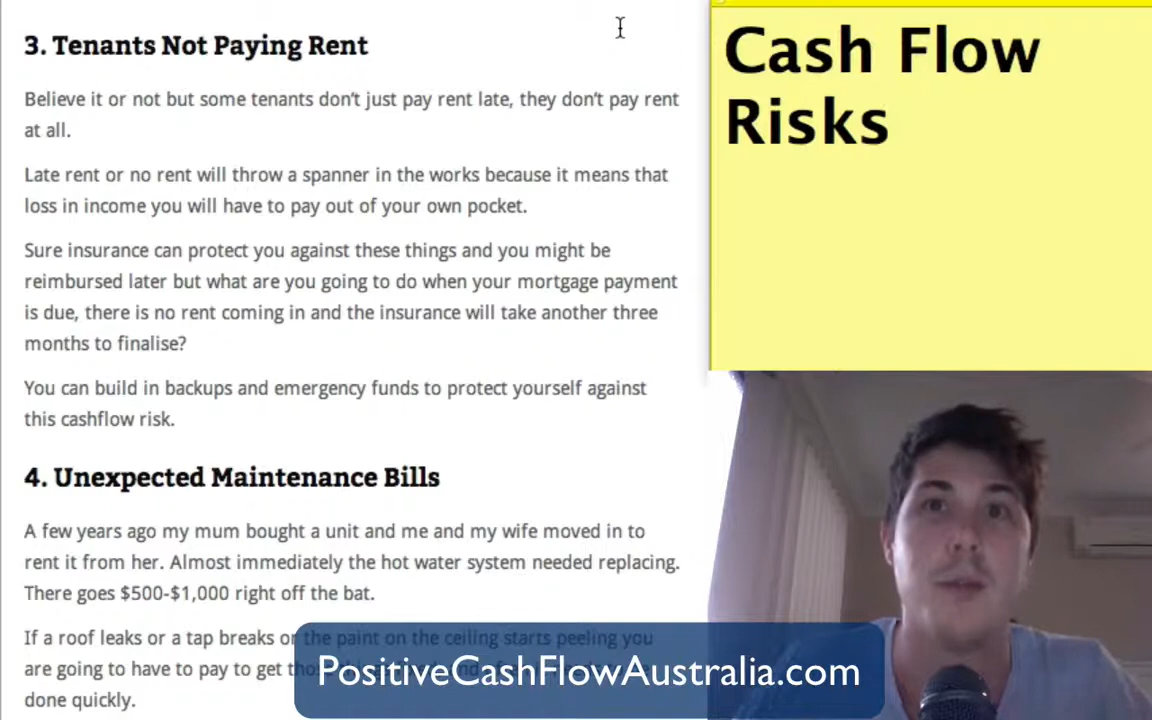 3. Tenants Not Paying Rent
Believe it or not but some tenants don't just pay rent late, they don't pay rent
at all.
Late rent or no rent will throw a spanner in the works because it means that
loss in income you will have to pay out of your own pocket.
Sure insurance can protect you against these things and you might be
reimbursed later but what are you going to do when your mortgage payment
is due, there is no rent coming in and the insurance will take another three
months to finalise?
You can build in backups and emergency funds to protect yourself against
this cashflow risk.
4. Unexpected Maintenance Bills
A few years ago my mum bought a unit and me and my wife moved in to
rent it from her. Almost immediately the hot water system needed replacing.
There goes $500-$1,000 right off the bat.
If a roof leaks or a tap breaks or the paint on the ceiling starts peeling you
are going to have to pay to get
done quickly.
Cash Flow
Risks
PositiveCashFlowAustralia.com